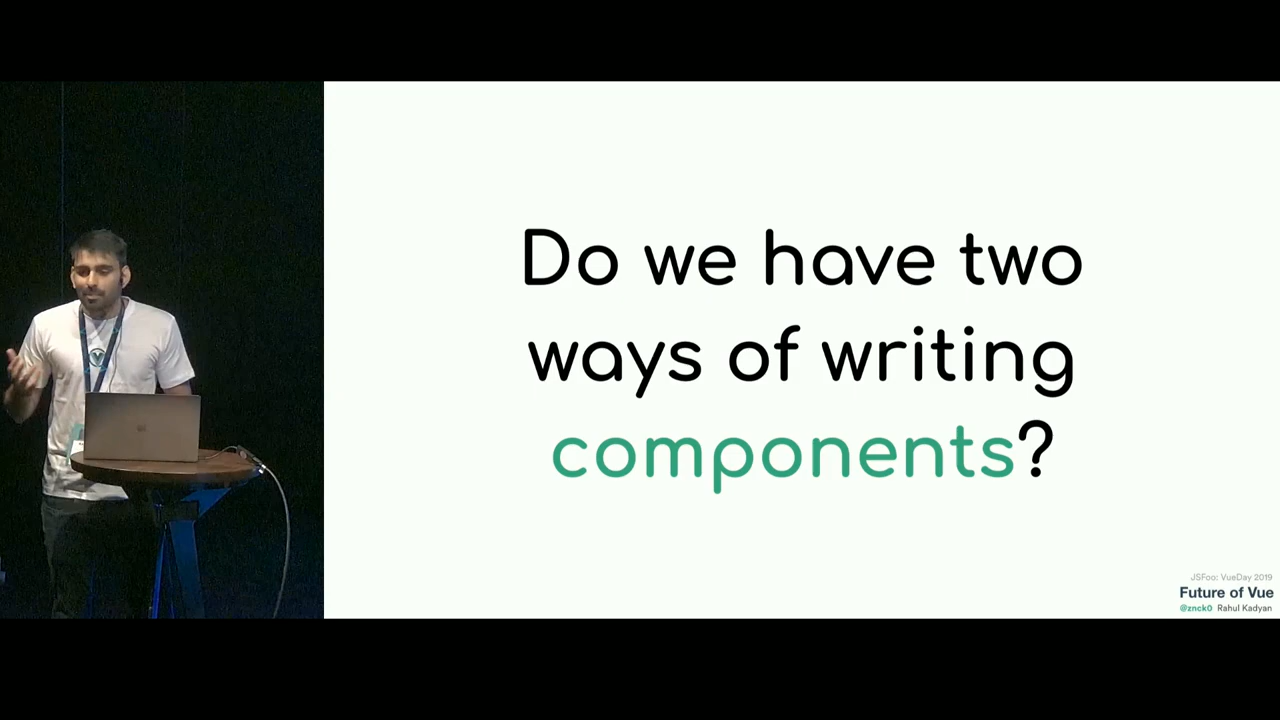 Do we have two
ways of writing
components?
JSFoo: VueDay 2019
Future of Vue
@znck0 Rahul Kadyan